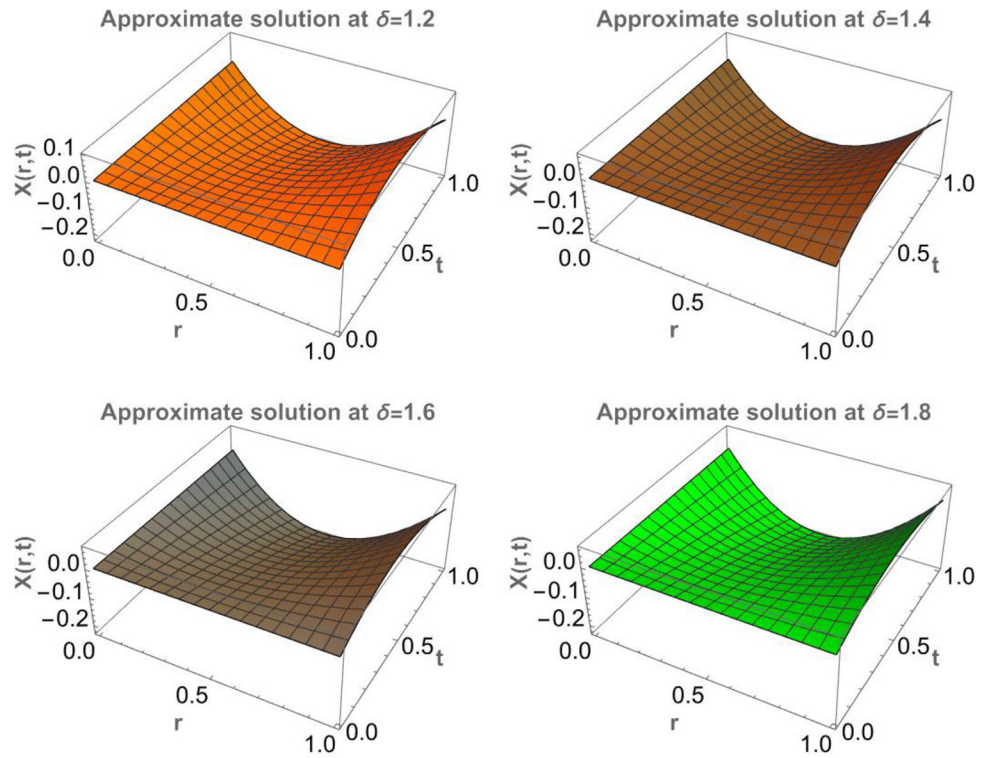 Approximate solution at δ=1.2
0.1
0.0
−0.1
−0.2
X(r,t)
0.0
0.5
1.0
r
0.0
0.5
1.0
t
Approximate solution at δ=1.4
0.0
−0.1
−0.2
X(r,t)
0.0
0.5
1.0
r
0.0
0.5
1.0
t
Approximate solution at δ=1.6
0.0
−0.1
−0.2
X(r,t)
0.0
0.5
1.0
r
0.0
0.5
1.0
t
Approximate solution at δ=1.8
0.0
−0.1
−0.2
X(r,t)
0.0
0.5
1.0
r
0.0
0.5
1.0
t